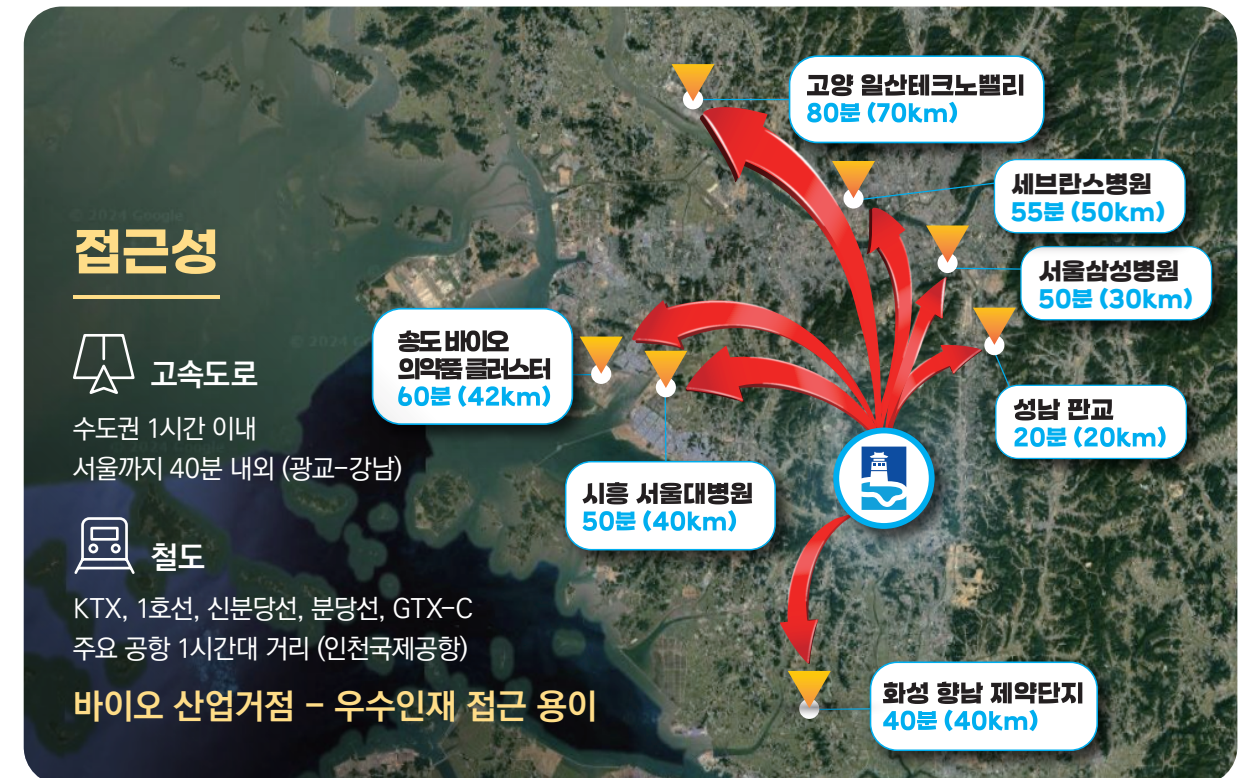 © 2024 Google
접근성
고속도로
수도권 1시간 이내
서울까지 40분 내외 (광교-강남)
철도
KTX, 1호선, 신분당선, 분당선, GTX-C
주요 공항 1시간대 거리 (인천국제공항)
바이오 산업거점 - 우수인재 접근 용이
고양 일산테크노밸리
80분 (70km)
세브란스병원
55분 (50km)
서울삼성병원
50분 (30km)
성남 판교
20분 (20km)
송도 바이오
의약품 클러스터
60분 (42km)
시흥 서울대병원
50분 (40km)
화성 향남 제약단지
40분 (40km)
© 2024 G